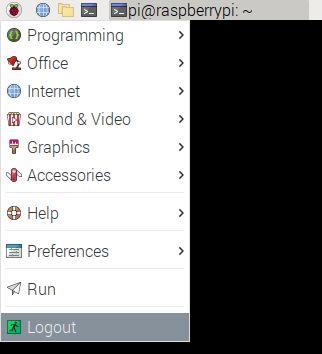 pi@raspberrypi: ~
Programming
Office
Internet
Sound & Video
Graphics
Accessories
Help
Preferences
Run
Logout